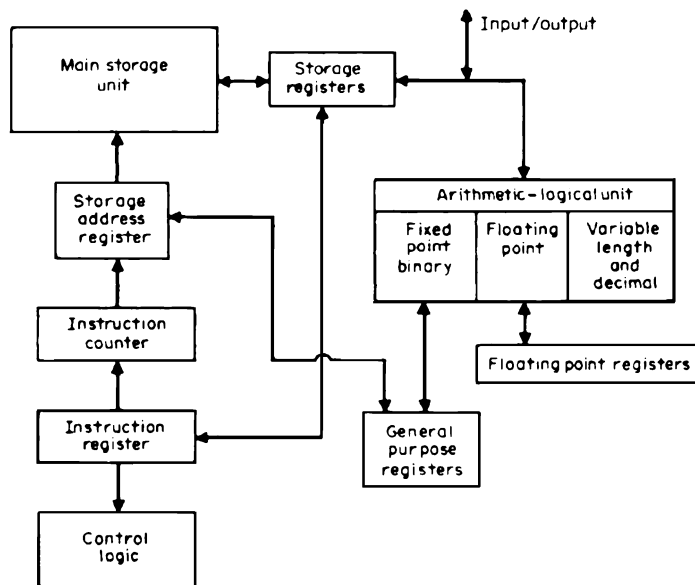 Input/output
Main storage
unit
Storage
registers
Arithmetic-logical unit
Storage
address
register
Fixed
point
binary
Floating
point
Variable
length
and
decimal
Instruction
counter
Floating point registers
Instruction
register
General
purpose
registers
Control
logic